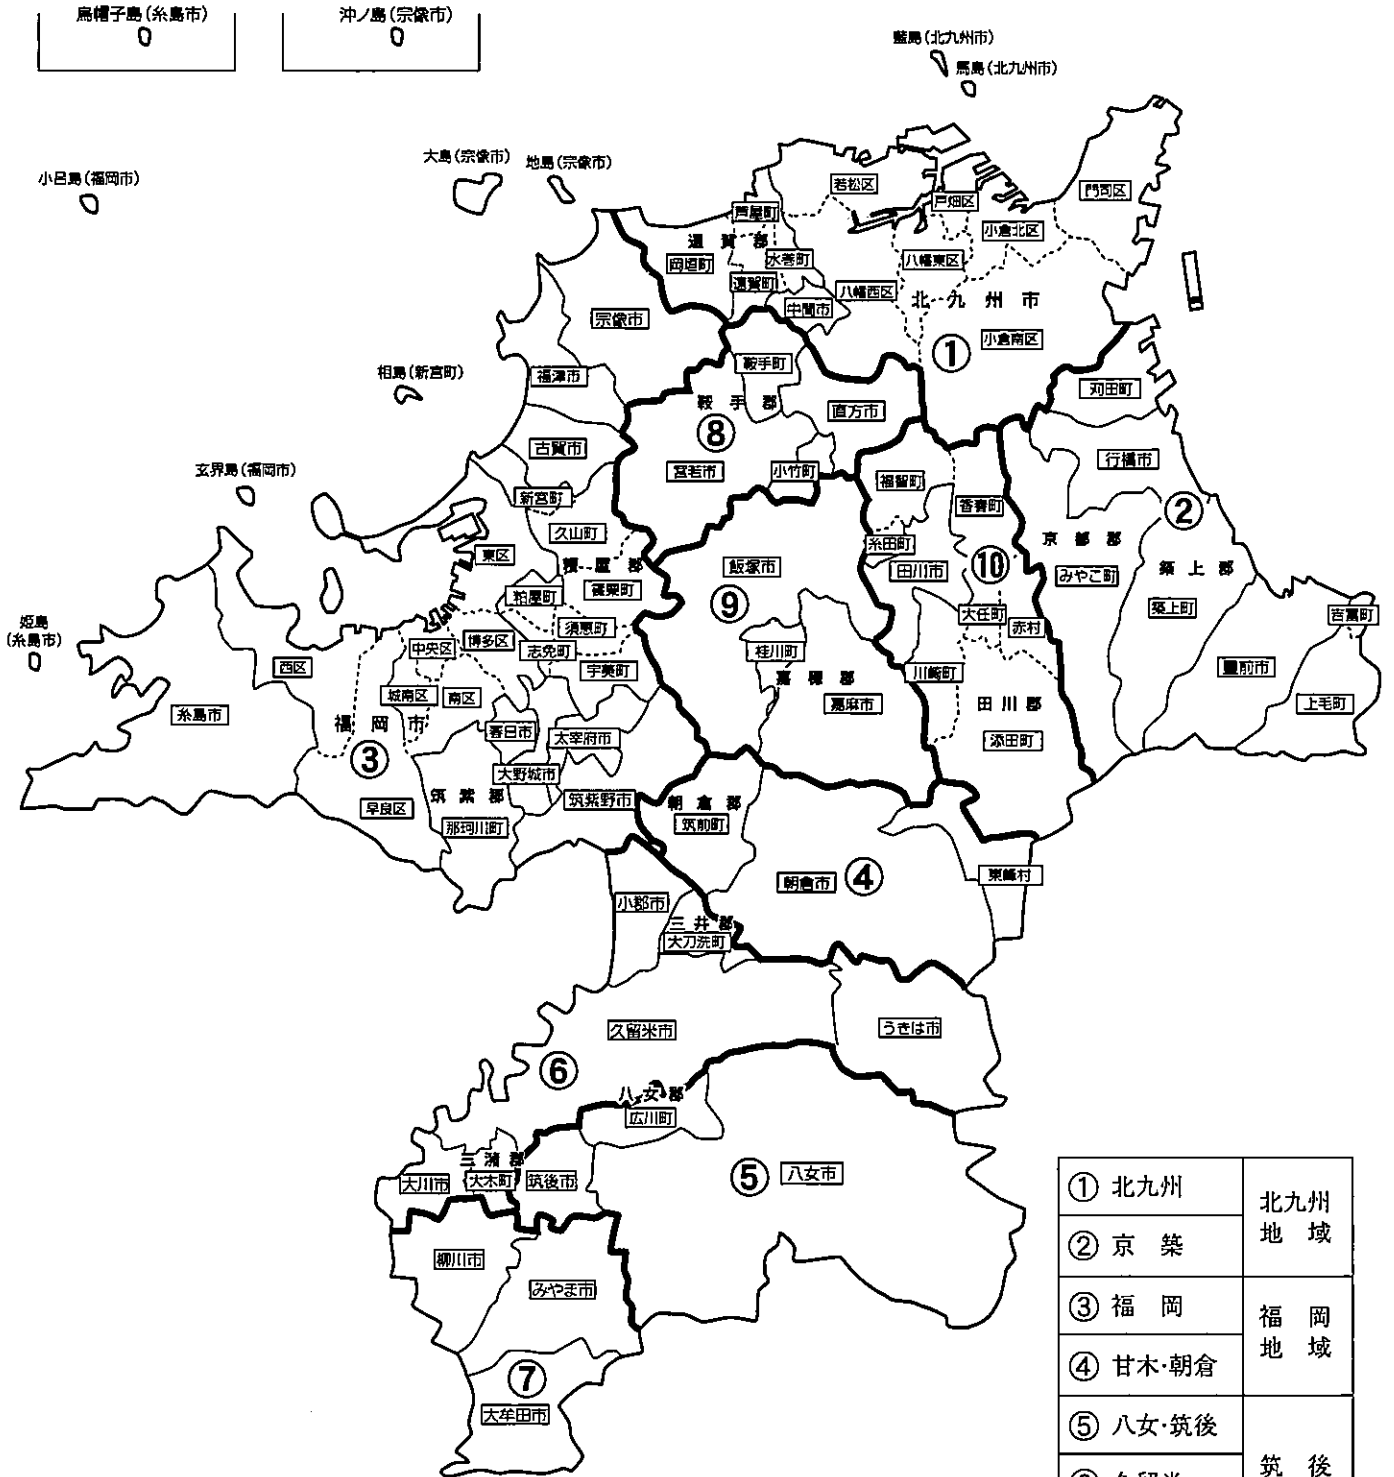 烏帽子島(糸島市)
沖ノ島(宗像市)
藍島(北九州市)
馬島(北九州市)
大島(宗像市)
地島(宗像市)
小呂島(福岡市)
若松区
門司区
戸畑区
芦屋町
小倉北区
遠賀郡
岡垣町
水巻町
八幡東区
遠賀町
八幡西区
北九州市
中間市
宗像市
小倉南区
①
鞍手町
相島(新宮町)
福津市
苅田町
鞍手郡
直方市
⑧
古賀市
行橋市
宮若市
小竹町
玄界島(福岡市)
福智町
新宮町
香春町
②
久山町
京都郡
糸田町
東区
粕屋郡
飯塚市
⑩
田川市
みやこ町
築上郡
篠栗町
粕屋町
⑨
築上町
大任町
吉富町
姫島
(糸島市)
須恵町
赤村
中央区
博多区
志免町
桂川町
西区
宇美町
川崎町
豊前市
嘉穂郡
城南区
南区
嘉麻市
田川郡
上毛町
糸島市
福岡市
春日市
太宰府市
添田町
③
大野城市
筑紫郡
筑紫野市
朝倉郡
早良区
那珂川町
筑前町
東峰村
朝倉市
④
小郡市
三井郡
大刀洗町
久留米市
うきは市
⑥
八女郡
広川町
三潴郡
大川市
大木町
筑後市
⑤
八女市
柳川市
みやま市
⑦
大牟田市
① 北九州
北九州
地域
② 京築
③ 福岡
福岡
地域
④ 甘木・朝倉
⑤ 八女・筑後
筑後